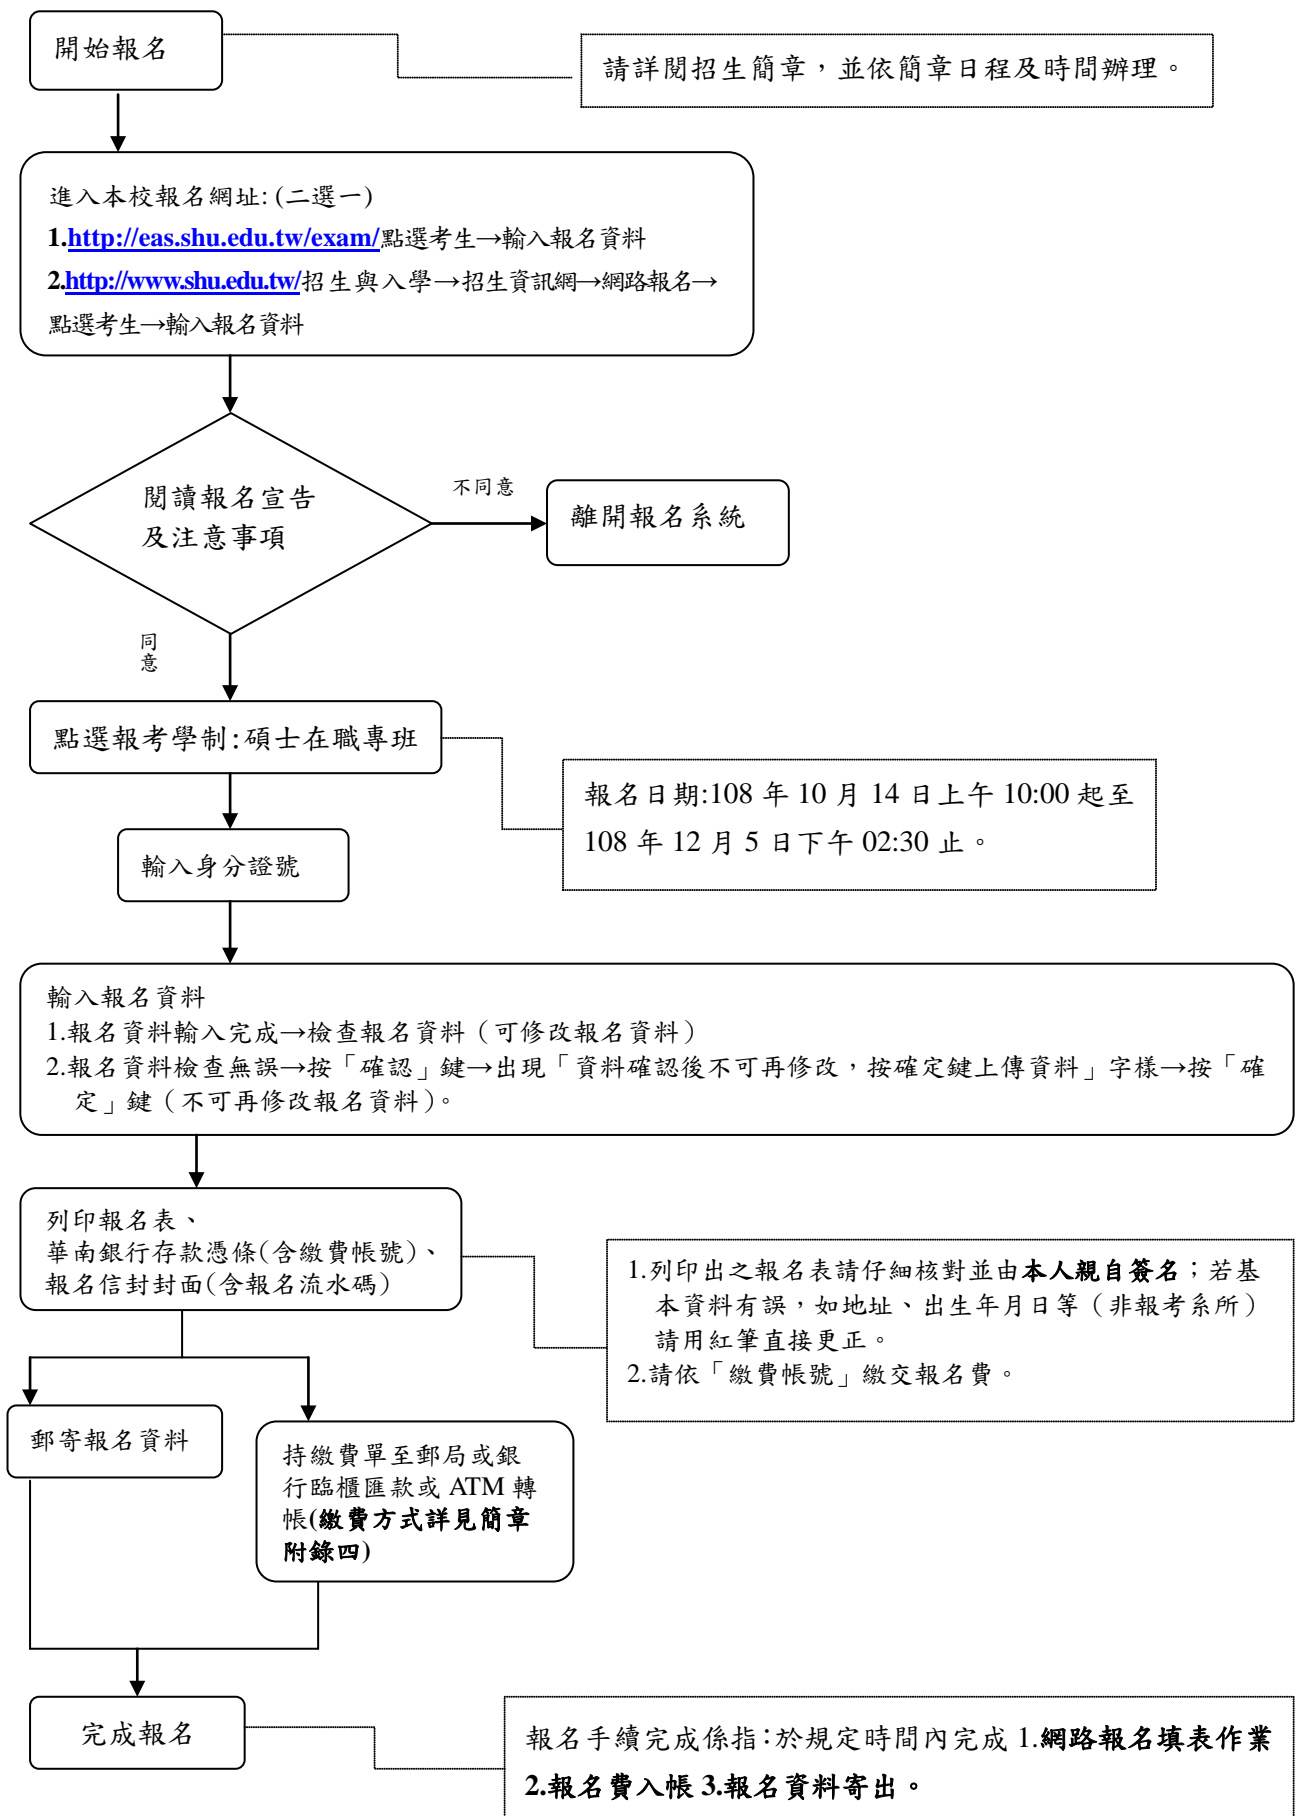 開始報名
請詳閱招生簡章，並依簡章日程及時間辦理。
進入本校報名網址: (二選一)
1.http://eas.shu.edu.tw/exam/點選考生→輸入報名資料
2.http://www.shu.edu.tw/招生與入學→招生資訊網→網路報名→
點選考生→輸入報名資料
閱讀報名宣告
及注意事項
不同意
離開報名系統
同
意
點選報考學制:碩士在職專班
報名日期:108 年 10 月 14 日上午 10:00 起至
108 年 12 月 5 日下午 02:30 止。
輸入身分證號
輸入報名資料
1.報名資料輸入完成→檢查報名資料（可修改報名資料）
2.報名資料檢查無誤→按「確認」鍵→出現「資料確認後不可再修改，按確定鍵上傳資料」字樣→按「確
定」鍵（不可再修改報名資料）。
列印報名表、
華南銀行存款憑條(含繳費帳號)、
報名信封封面(含報名流水碼)
1.列印出之報名表請仔細核對並由本人親自簽名；若基
本資料有誤，如地址、出生年月日等（非報考系所）
請用紅筆直接更正。
2.請依「繳費帳號」繳交報名費。
郵寄報名資料
持繳費單至郵局或銀
行臨櫃匯款或 ATM 轉
帳(繳費方式詳見簡章
附錄四)
完成報名
報名手續完成係指:於規定時間內完成 1.網路報名填表作業
2.報名費入帳 3.報名資料寄出。